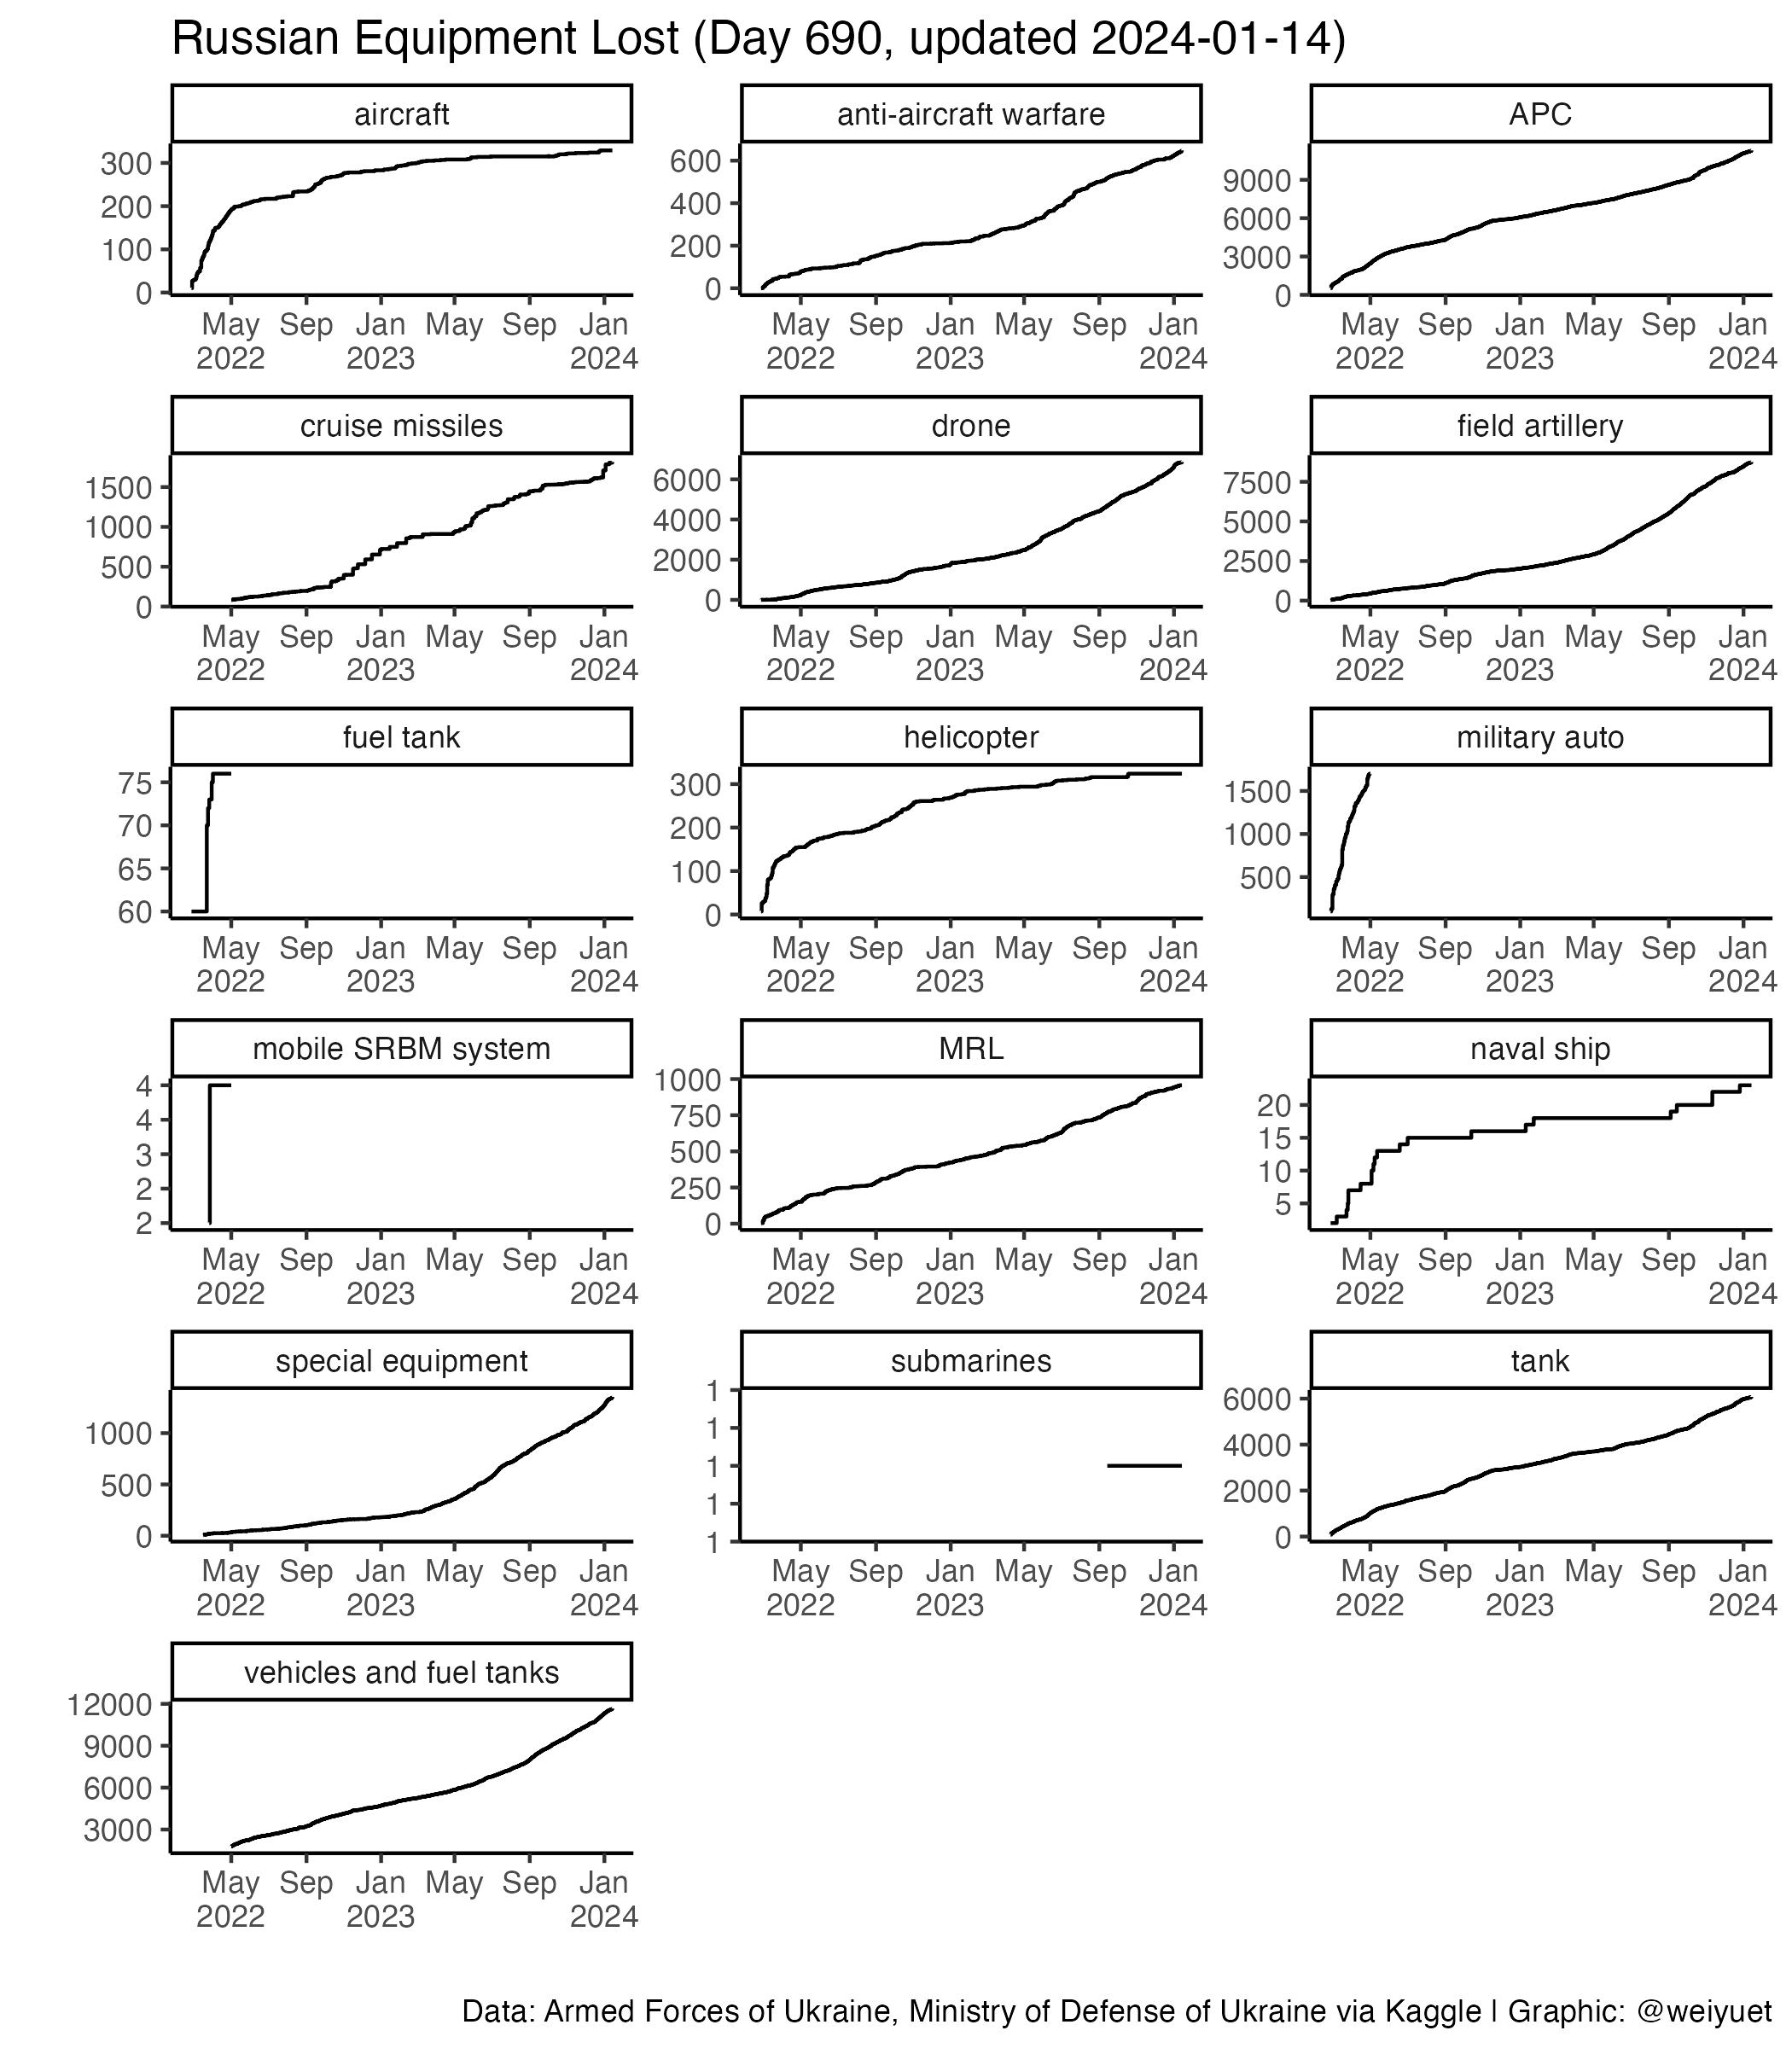 Russian Equipment Lost (Day 690, updated 2024-01-14)
aircraft
300
200
100
0
May Sep Jan May Sep Jan
2022 2023 2024
anti-aircraft warfare
600
400
200
0
May Sep Jan May Sep Jan
2022 2023 2024
APC
9000
6000
3000
0
May Sep Jan May Sep Jan
2022 2023 2024
cruise missiles
1500
1000
500
0
May Sep Jan May Sep Jan
2022 2023 2024
drone
6000
4000
2000
0
May Sep Jan May Sep Jan
2022 2023 2024
field artillery
7500
5000
2500
0
May Sep Jan May Sep Jan
2022 2023 2024
fuel tank
75
70
65
60
May Sep Jan May Sep Jan
2022 2023 2024
helicopter
300
200
100
0
May Sep Jan May Sep Jan
2022 2023 2024
military auto
1500
1000
500
May Sep Jan May Sep Jan
2022 2023 2024
mobile SRBM system
4
4
3
2
2
May Sep Jan May Sep Jan
2022 2023 2024
MRL
1000
750
500
250
0
May Sep Jan May Sep Jan
2022 2023 2024
naval ship
20
15
10
5
May Sep Jan May Sep Jan
2022 2023 2024
special equipment
1000
500
0
May Sep Jan May Sep Jan
2022 2023 2024
submarines
1
1
1
1
1
May Sep Jan May Sep Jan
2022 2023 2024
tank
6000
4000
2000
0
May Sep Jan May Sep Jan
2022 2023 2024
vehicles and fuel tanks
12000
9000
6000
3000
May Sep Jan May Sep Jan
2022 2023 2024
Data: Armed Forces of Ukraine, Ministry of Defense of Ukraine via Kaggle | Graphic: @weiyuet